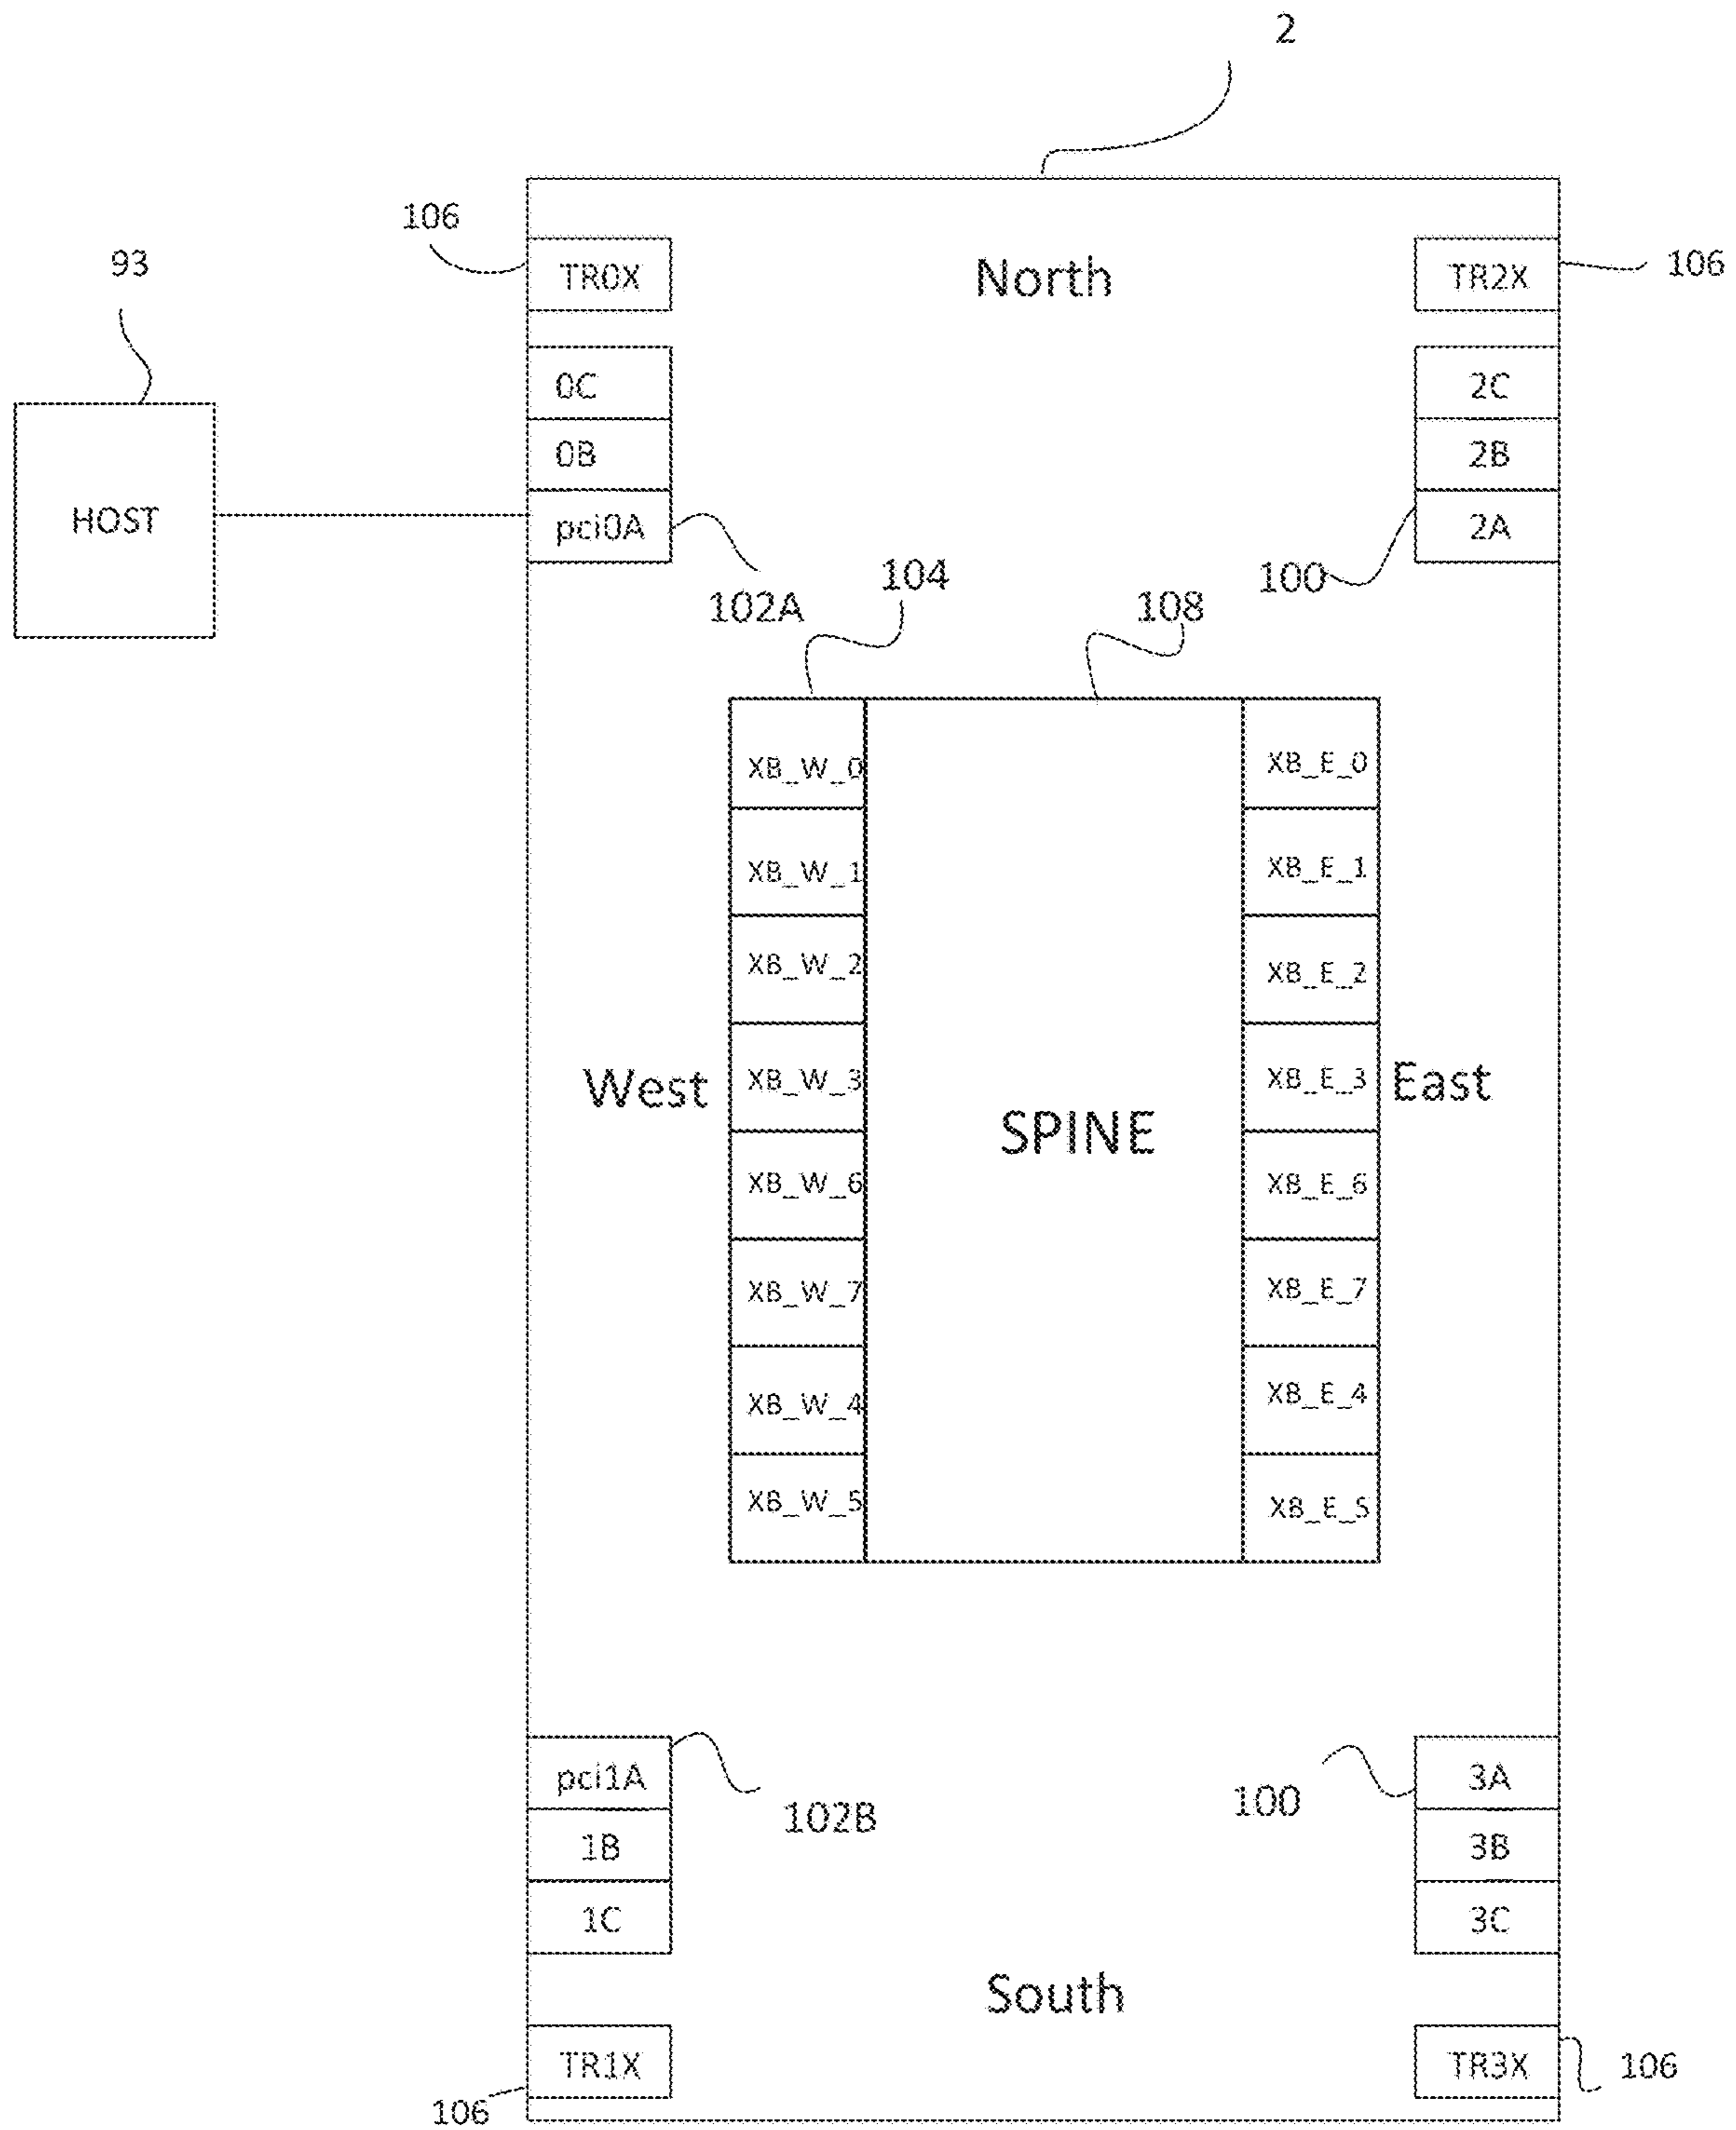 2
106
TR0X
North
TR2X
106
93
0C
2C
0B
2B
HOST
pci0A
2A
102A
104
108
100
XB_W_0
XB_E_0
XB_W_1
XB_E_1
XB_W_2
XB_E_2
West
XB_W_3
XB_E_3
East
SPINE
XB_W_6
XB_E_6
XB_W_7
XB_E_7
XB_W_4
XB_E_4
XB_W_5
XB_E_5
pci1A
3A
102B
100
1B
3B
1C
3C
South
TR1X
TR3X
106
106